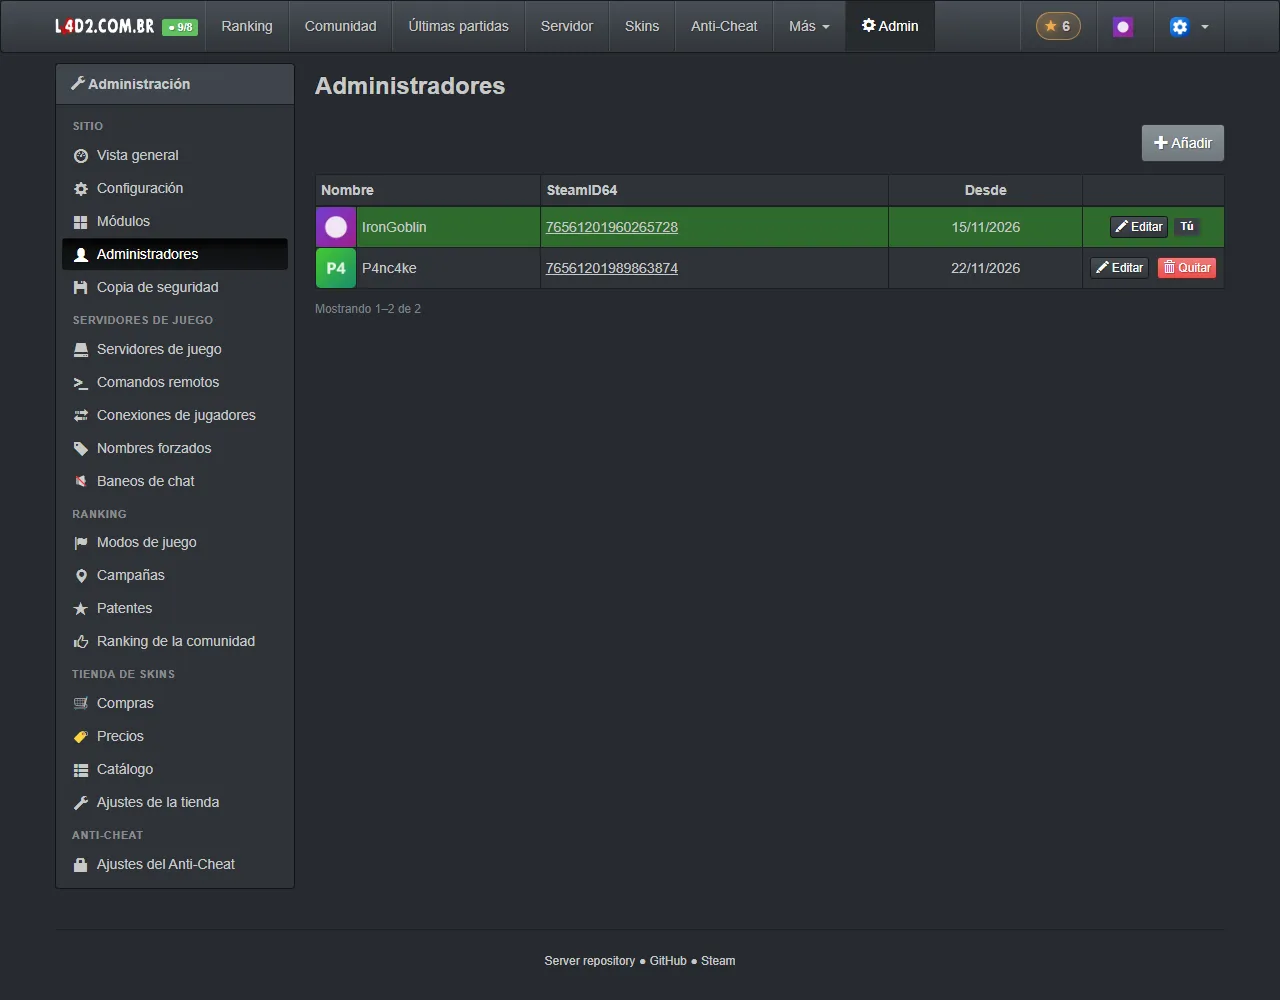 L4D2.COM.BR ● 9/8 Ranking Comunidad Últimas partidas Servidor Skins Anti-Cheat Más Admin 6
Administración
SITIO
Vista general
Configuración
Módulos
Administradores
Copia de seguridad
SERVIDORES DE JUEGO
Servidores de juego
Comandos remotos
Conexiones de jugadores
Nombres forzados
Baneos de chat
RANKING
Modos de juego
Campañas
Patentes
Ranking de la comunidad
TIENDA DE SKINS
Compras
Precios
Catálogo
Ajustes de la tienda
ANTI-CHEAT
Ajustes del Anti-Cheat
Administradores
Añadir
Nombre SteamID64 Desde
IronGoblin 76561201960265728 15/11/2026 Editar Tú
P4 P4nc4ke 76561201989863874 22/11/2026 Editar Quitar
Mostrando 1–2 de 2
Server repository ● GitHub ● Steam